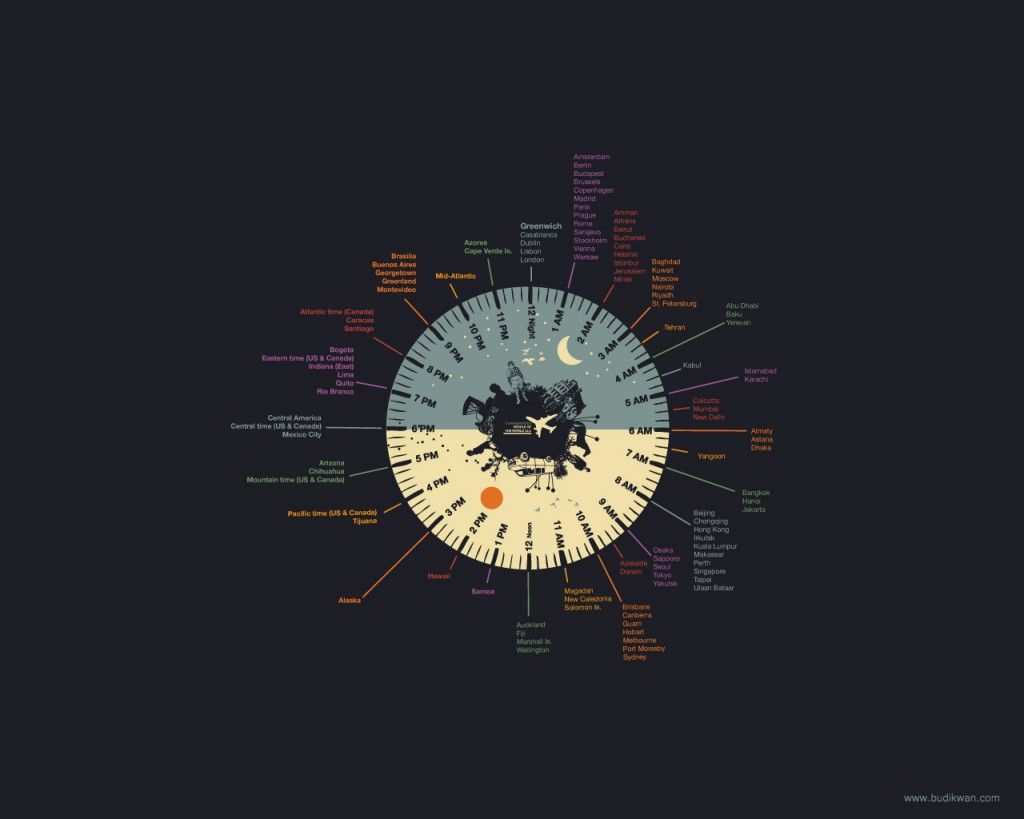 Amsterdam
Berlin
Budapest
Brussels
Copenhagen
Madrid
Paris
Prague
Rome
Sarajevo
Stockholm
Vienna
Warsaw
Amman
Athens
Beirut
Bucharest
Cairo
Helsinki
Istanbul
Jerusalem
Minsk
Greenwich
Casablanca
Dublin
Lisbon
London
Azores
Cape Verde Is.
Mid-Atlantic
Brasilia
Buenos Aires
Georgetown
Greenland
Montevideo
Baghdad
Kuwait
Moscow
Nairobi
Riyadh
St. Petersburg
Tehran
Abu Dhabi
Baku
Yerevan
Atlantic time (Canada)
Caracas
Santiago
Kabul
Bogota
Eastern time (US & Canada)
Indiana (East)
Lima
Quito
Rio Branco
Islamabad
Karachi
Calcutta
Mumbai
New Delhi
Central America
Central time (US & Canada)
Mexico City
Almaty
Astana
Dhaka
Yangoon
Arizona
Chihuahua
Mountain time (US & Canada)
Bangkok
Hanoi
Jakarta
Pacific time (US & Canada)
Tijuana
Beijing
Chongqing
Hong Kong
Irkutsk
Kuala Lumpur
Makassar
Perth
Singapore
Taipei
Ulaan Bataar
Osaka
Sapporo
Seoul
Tokyo
Yakutsk
Adelaide
Darwin
Alaska
Hawaii
Samoa
Magadan
New Caledonia
Solomon Is.
Brisbane
Canberra
Guam
Hobart
Melbourne
Port Moresby
Sydney
Auckland
Fiji
Marshall Is.
Wellington
12 Night
1 AM
2 AM
3 AM
4 AM
5 AM
6 AM
7 AM
8 AM
9 AM
10 AM
11 AM
12 Noon
1 PM
2 PM
3 PM
4 PM
5 PM
6 PM
7 PM
8 PM
9 PM
10 PM
11 PM
www.budikwan.com